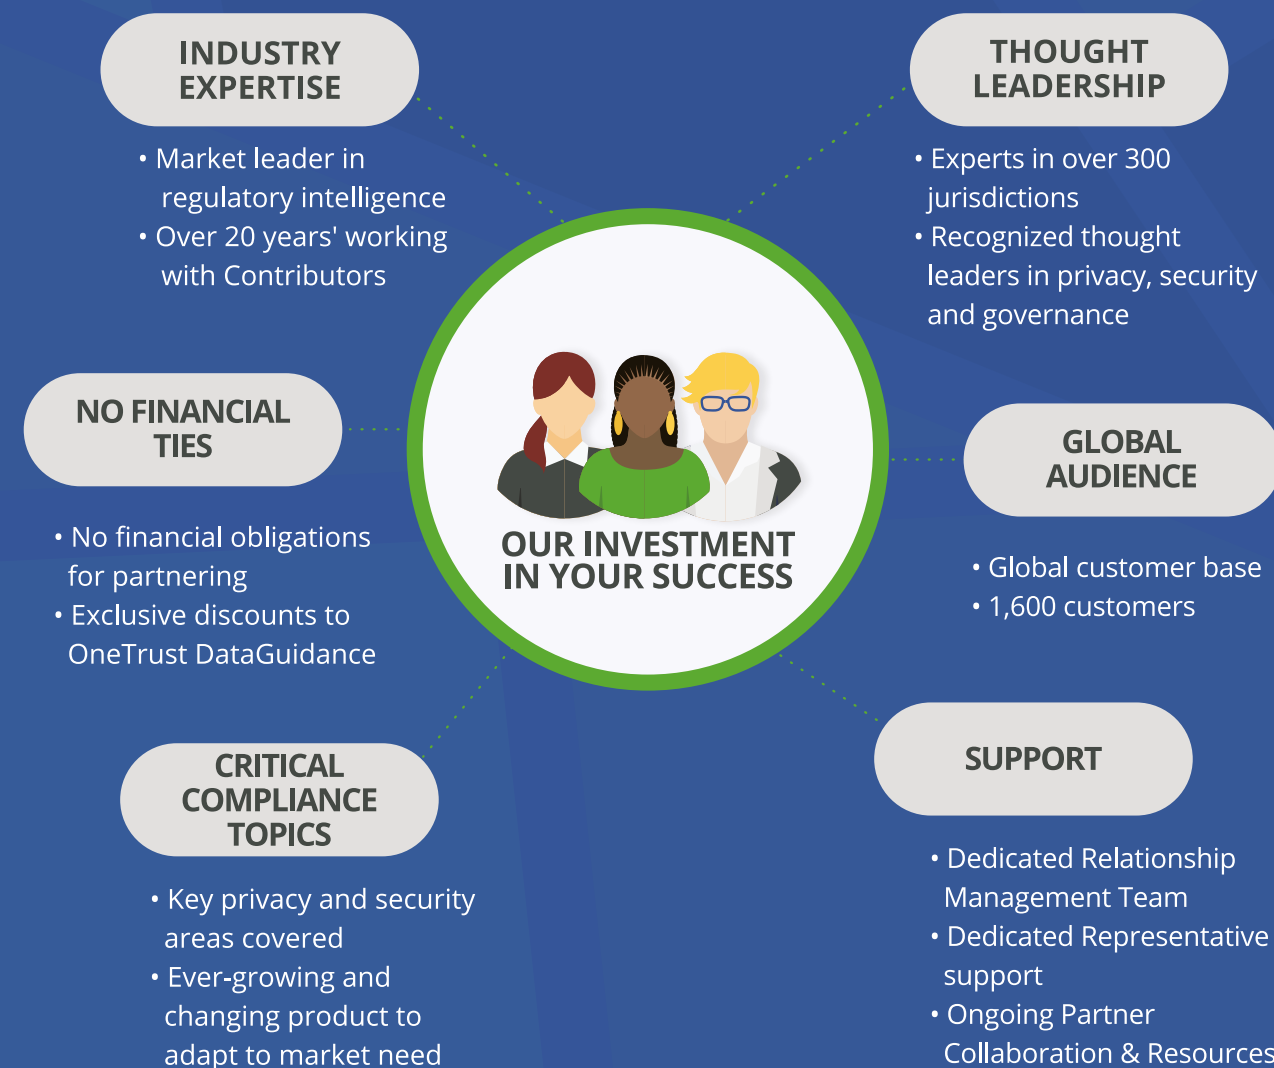 INDUSTRY
EXPERTISE
• Market leader in
regulatory intelligence
• Over 20 years' working
with Contributors
THOUGHT
LEADERSHIP
• Experts in over 300
jurisdictions
• Recognized thought
leaders in privacy, security
and governance
NO FINANCIAL
TIES
• No financial obligations
for partnering
• Exclusive discounts to
OneTrust DataGuidance
OUR INVESTMENT
IN YOUR SUCCESS
GLOBAL
AUDIENCE
• Global customer base
• 1,600 customers
CRITICAL
COMPLIANCE
TOPICS
• Key privacy and security
areas covered
• Ever-growing and
changing product to
adapt to market need
SUPPORT
• Dedicated Relationship
Management Team
• Dedicated Representative
support
• Ongoing Partner
Collaboration & Resources